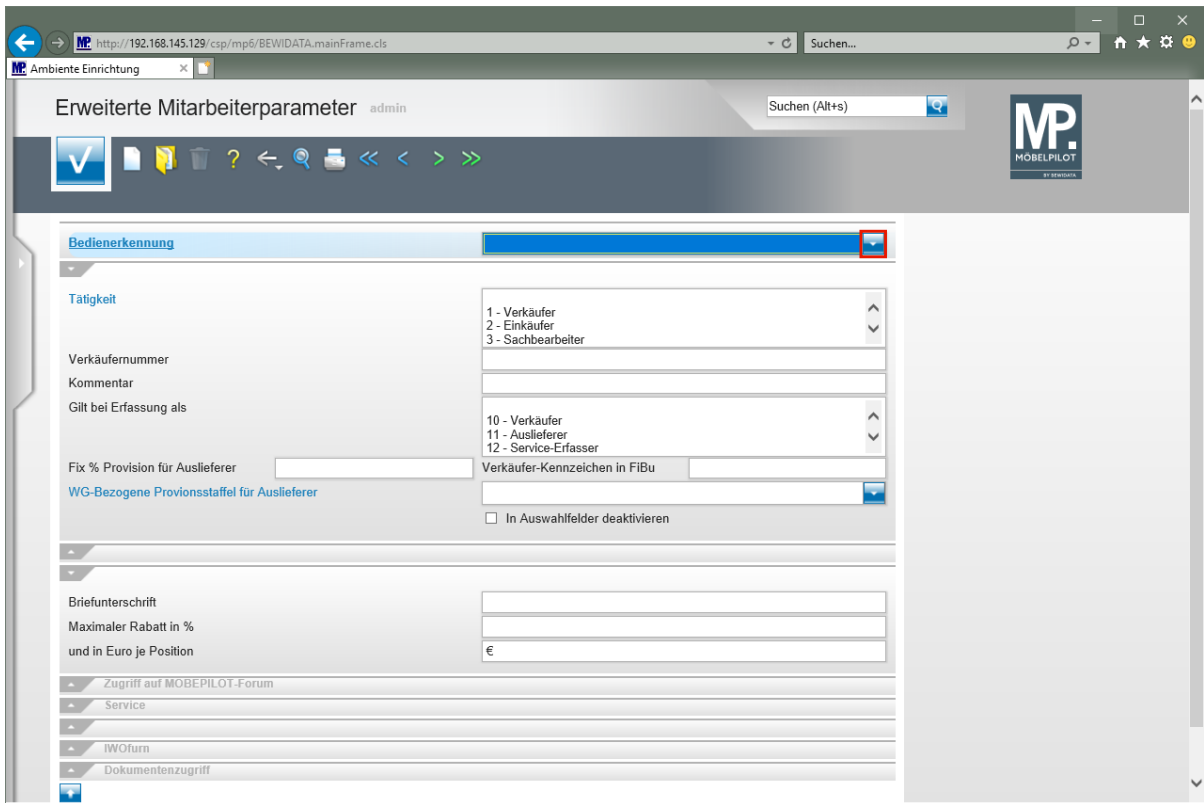 http://192.168.145.129/csp/mp6/BEWIDATA.mainFrame.cls
Suchen...
MP. Ambiente Einrichtung
Erweiterte Mitarbeiterparameter admin
Suchen (Alt+s)
MP.
MÖBELPILOT
BY BEWIDATA
Bedienerkennung
Tätigkeit
1 - Verkäufer
2 - Einkäufer
3 - Sachbearbeiter
Verkäufernummer
Kommentar
Gilt bei Erfassung als
10 - Verkäufer
11 - Auslieferer
12 - Service-Erfasser
Fix % Provision für Auslieferer
Verkäufer-Kennzeichen in FiBu
WG-Bezogene Provionsstaffel für Auslieferer
In Auswahlfelder deaktivieren
Briefunterschrift
Maximaler Rabatt in %
und in Euro je Position
€
Zugriff auf MÖBEPILOT-Forum
Service
IWOfurn
Dokumentenzugriff